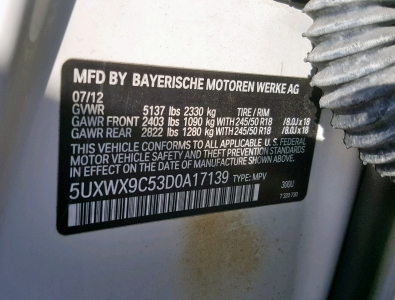 MFD BY BAYERISCHE MOTOREN WERKE AG
07/12
GVWR 5137 lbs 2330 kg TIRE / RIM
GAWR FRONT 2403 lbs 1090 kg WITH 245/50 R18 /8.0J x 18
GAWR REAR 2822 lbs 1280 kg WITH 245/50 R18 /8.0J x 18
THIS VEHICLE CONFORMS TO ALL APPLICABLE U. S. FEDERAL
MOTOR VEHICLE SAFETY AND THEFT PREVENTION STANDARDS
IN EFFECT ON THE DATE OF MANUFACTURE SHOWN ABOVE.
5UXWX9C53D0A17139 TYPE: MPV
300U